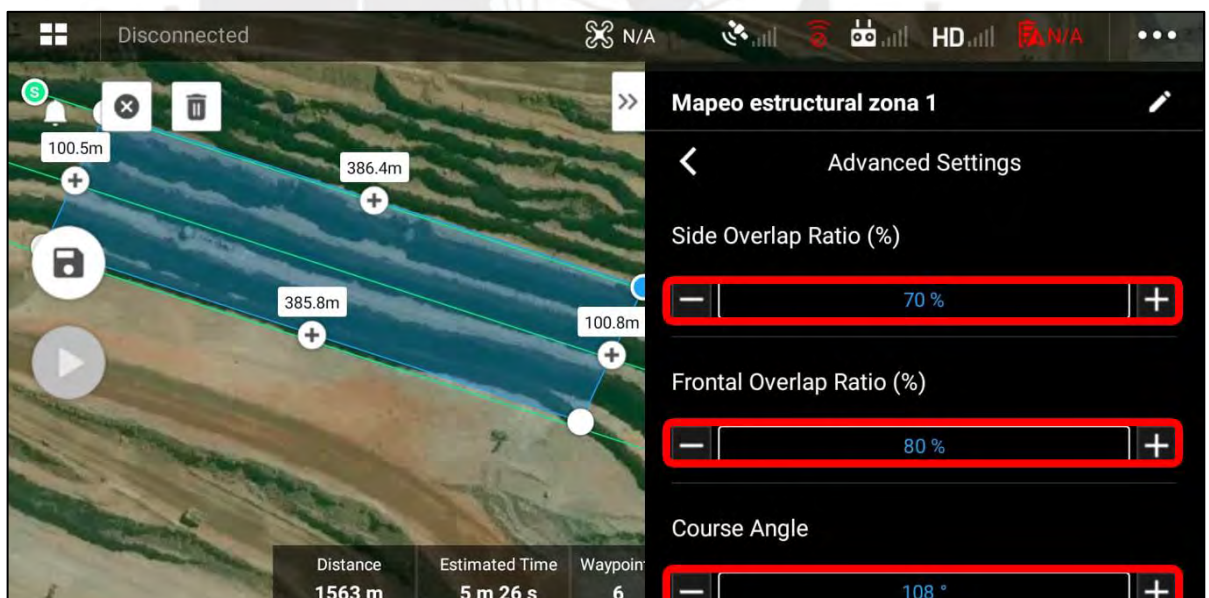 Disconnected
N/A
HD
N/A
Mapeo estructural zona 1
Advanced Settings
Side Overlap Ratio (%)
70 %
Frontal Overlap Ratio (%)
80 %
Course Angle
108 °
S
100.5m
386.4m
385.8m
100.8m
Distance
1563 m
Estimated Time
5 m 26 s
Waypoin
6